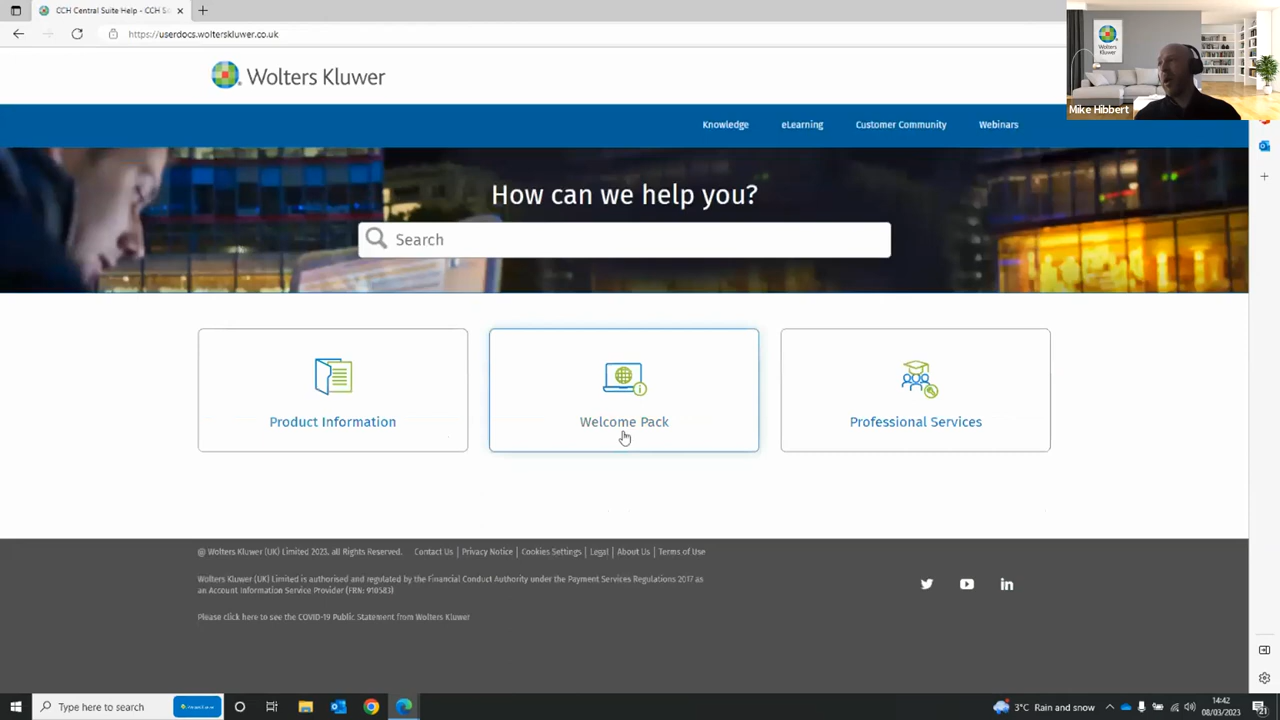 CCH Central Suite Help - CCH S
https://userdocs.wolterskluwer.co.uk
Wolters Kluwer
Wolters Kluwer
Mike Hibbert
Knowledge eLearning Customer Community Webinars
How can we help you?
Search
Product Information
Welcome Pack
Professional Services
@ Wolters Kluwer (UK) Limited 2023, all Rights Reserved. Contact Us | Privacy Notice | Cookies Settings | Legal | About Us | Terms of Use
Wolters Kluwer (UK) Limited is authorised and regulated by the Financial Conduct Authority under the Payment Services Regulations 2017 as
an Account Information Service Provider (FRN: 910583)
Please click here to see the COVID-19 Public Statement from Wolters Kluwer
Type here to search
3°C Rain and snow
14:42
08/03/2023
21